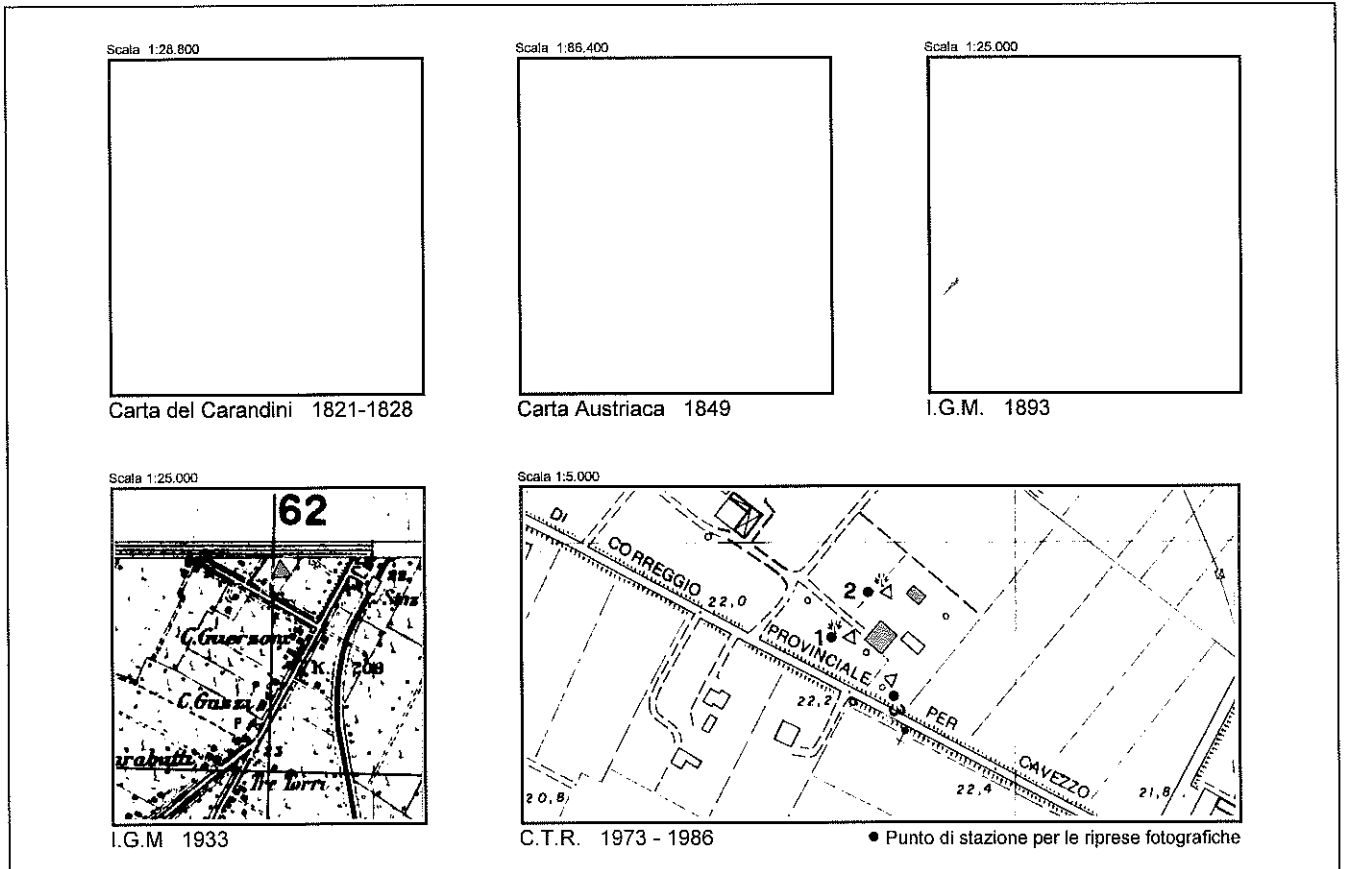 Scala 1:28.800
Scala 1:86.400
Scala 1:25.000
Carta del Carandini 1821-1828
Carta Austriaca 1849
I.G.M. 1893
Scala 1:25.000
Scala 1:5.000
62
C. Guerzoni
K. 208
C. Gazzi
23
Tre Torri
DI CORREGGIO
22,0
PROVINCIALE PER CAVEZZO
2
1
3
22,2
22,4
21,8
20,8
I.G.M 1933
C.T.R. 1973 - 1986
● Punto di stazione per le riprese fotografiche